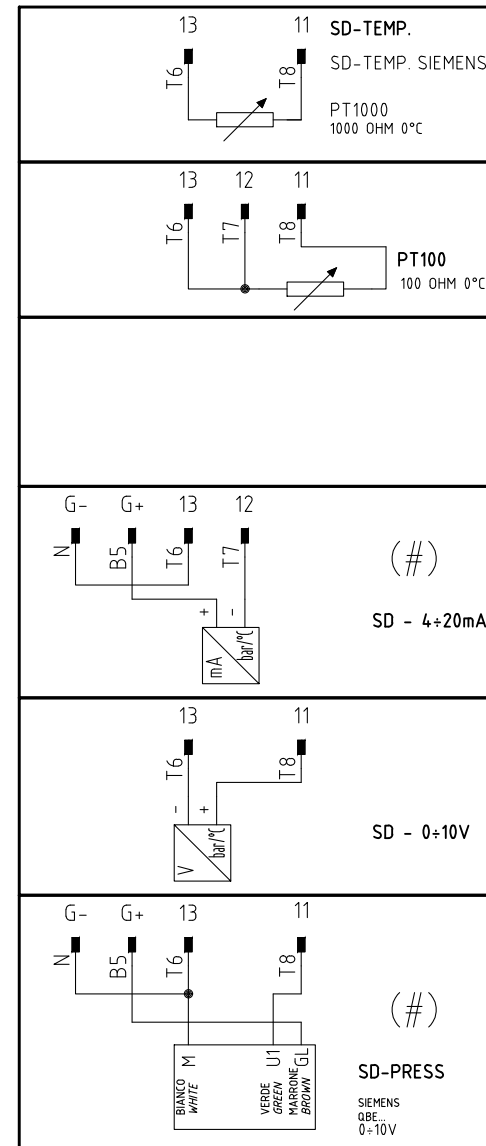 13 11 SD-TEMP.
T6 T8 SD-TEMP. SIEMENS
PT1000
1000 OHM 0°C
13 12 11
T6 T7 T8
PT100
100 OHM 0°C
G- G+ 13 12
N B5 T6 T7
(#)
+ -
mA bar/°C
SD - 4÷20mA
13 11
T6 T8
- +
V bar/°C
SD - 0÷10V
G- G+ 13 11
N B5 T6 T8
(#)
M U1 GL
BIANCO
WHITE
VERDE
GREEN
MARRONE
BROWN
SD-PRESS
SIEMENS
QBE...
0÷10V